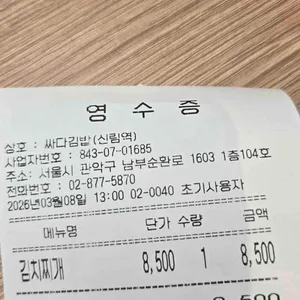 영 수 증
상호 : 싸다김밥(신림역)
사업자번호 : 843-07-01685
주소: 서울시 관악구 남부순환로 1603 1층104호
전화번호 : 02-877-5870
2026년03월08일 13:00 02-0040 초기사용자
메뉴명 단가 수량 금액
김치찌개 8,500 1 8,500